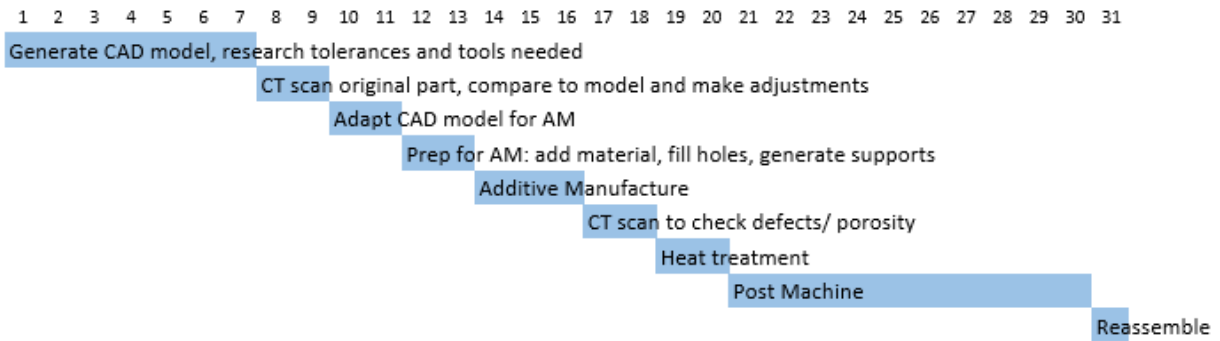 1 2 3 4 5 6 7 8 9 10 11 12 13 14 15 16 17 18 19 20 21 22 23 24 25 26 27 28 29 30 31
Generate CAD model, research tolerances and tools needed
CT scan original part, compare to model and make adjustments
Adapt CAD model for AM
Prep for AM: add material, fill holes, generate supports
Additive Manufacture
CT scan to check defects/ porosity
Heat treatment
Post Machine
Reassemble